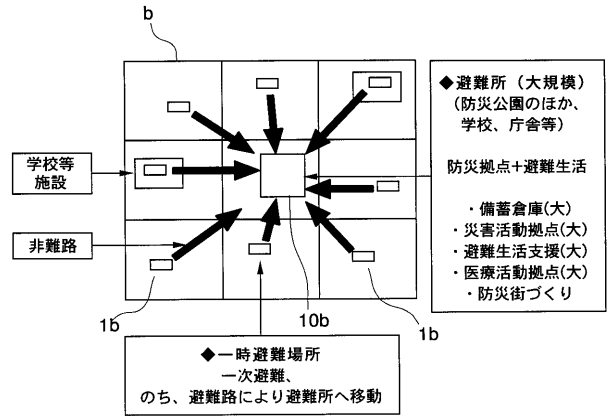 b
◆避難所(大規模)
(防災公園のほか、
学校、庁舎等)
防災拠点+避難生活
・備蓄倉庫(大)
・災害活動拠点(大)
・避難生活支援(大)
・医療活動拠点(大)
・防災街づくり
学校等
施設
非難路
1b
10b
1b
◆一時避難場所
一次避難、
のち、避難路により避難所へ移動